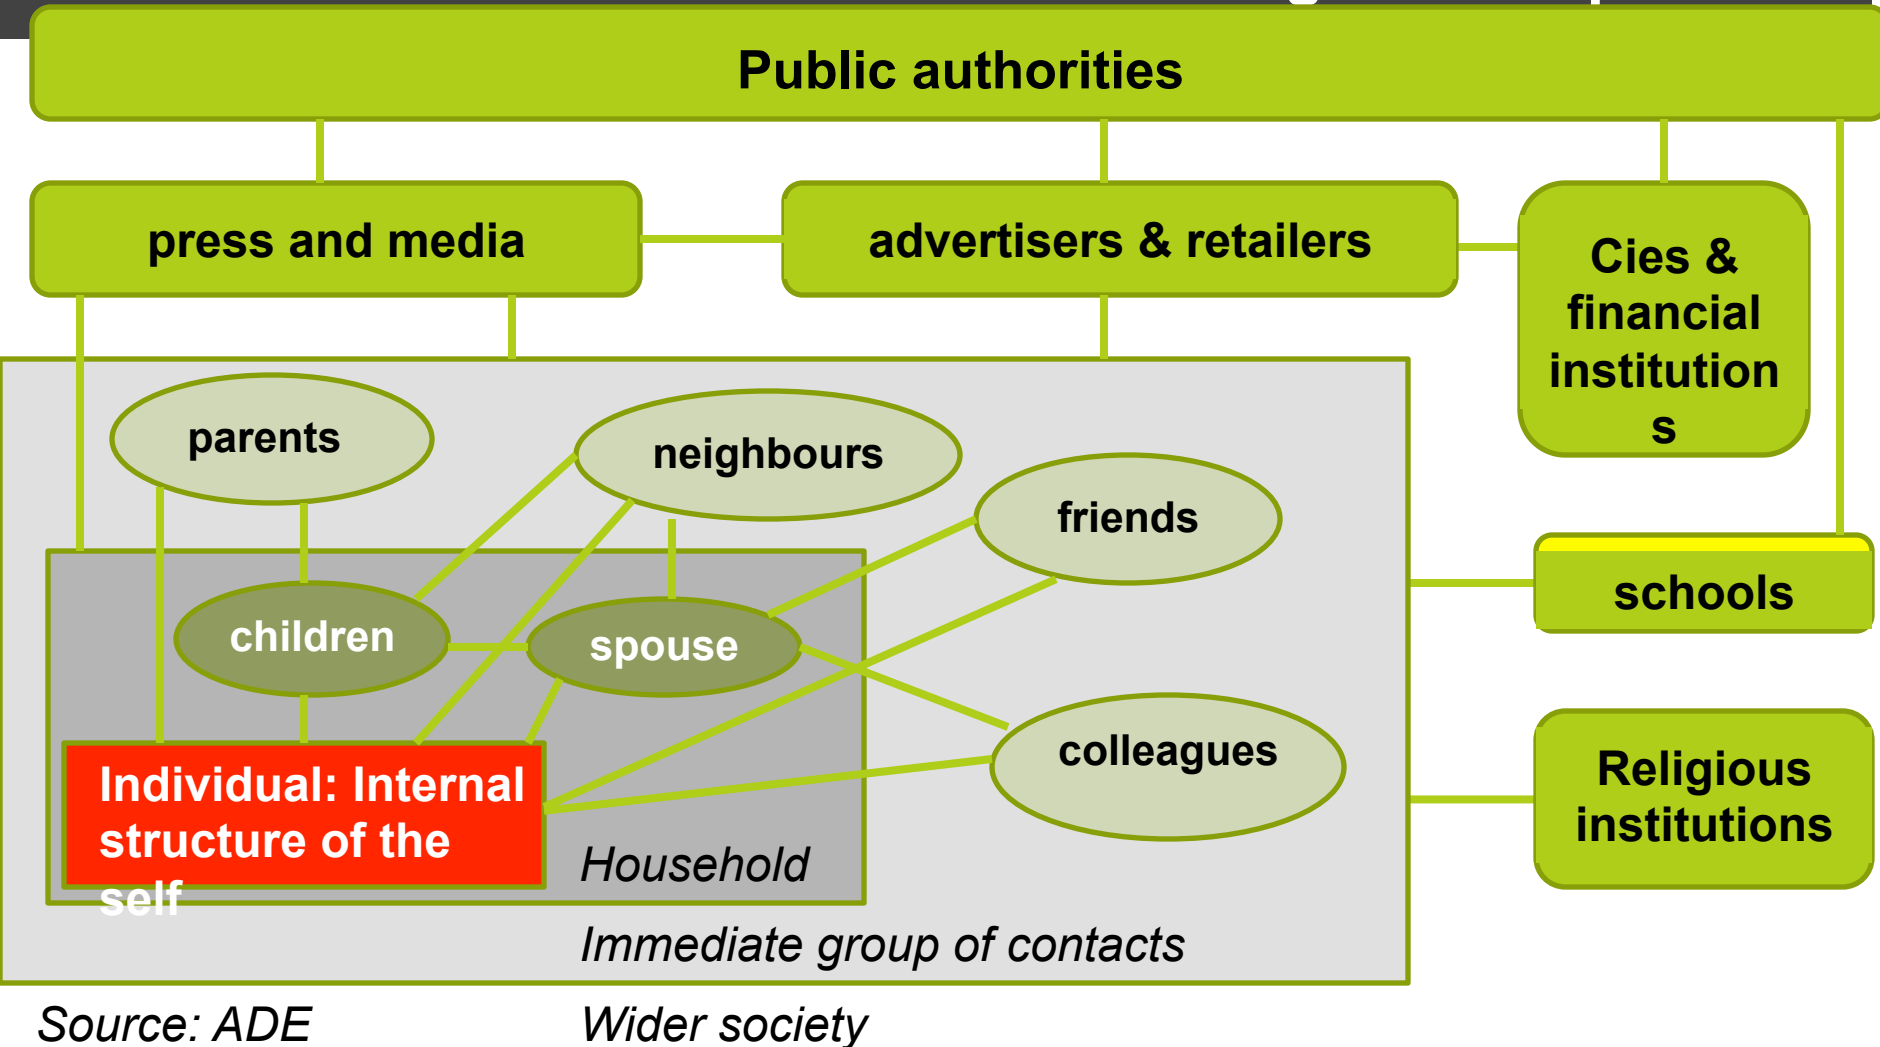 Public authorities
press and media
advertisers & retailers
Cies &
financial
institution
s
parents
neighbours
friends
children
spouse
schools
colleagues
Individual: Internal
structure of the
self
Religious
institutions
Household
Immediate group of contacts
Source: ADE
Wider society